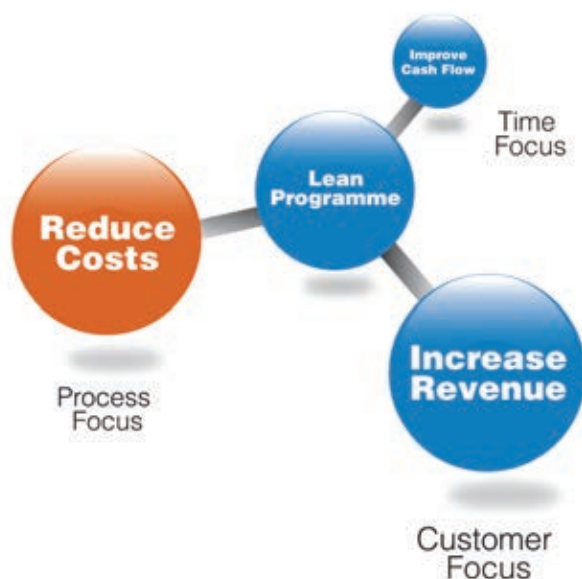 Improve
Cash Flow
Time
Focus
Lean
Programme
Reduce
Costs
Process
Focus
Increase
Revenue
Customer
Focus